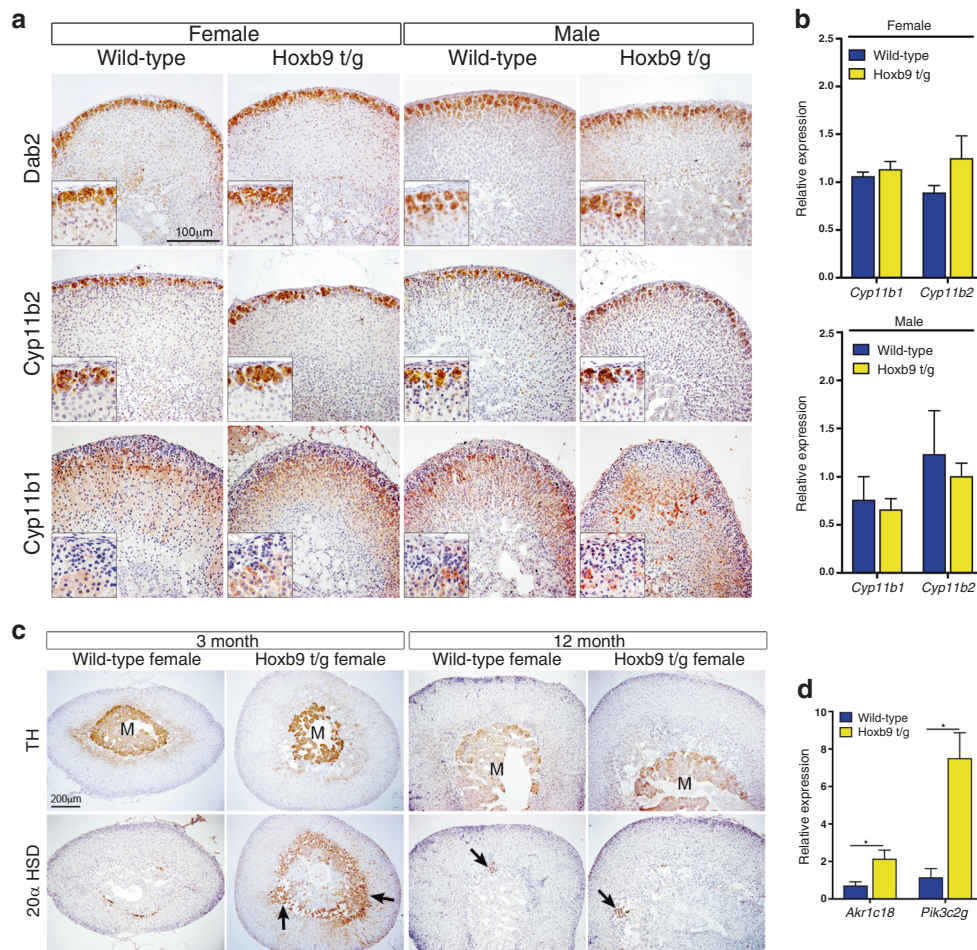 a
Female
Male
Wild-type
Hoxb9 t/g
Wild-type
Hoxb9 t/g
Dab2
100µm
Cyp11b2
Cyp11b1
b
Female
2.5
Wild-type
Hoxb9 t/g
2.0
1.5
1.0
0.5
0.0
Relative expression
Cyp11b1
Cyp11b2
Male
2.5
Wild-type
Hoxb9 t/g
2.0
1.5
1.0
0.5
0.0
Relative expression
Cyp11b1
Cyp11b2
c
3 month
12 month
Wild-type female
Hoxb9 t/g female
Wild-type female
Hoxb9 t/g female
TH
M
M
M
M
200µm
20α HSD
d
Wild-type
Hoxb9 t/g
10
8
6
4
2
0
Relative expression
*
*
Akr1c18
Pik3c2g